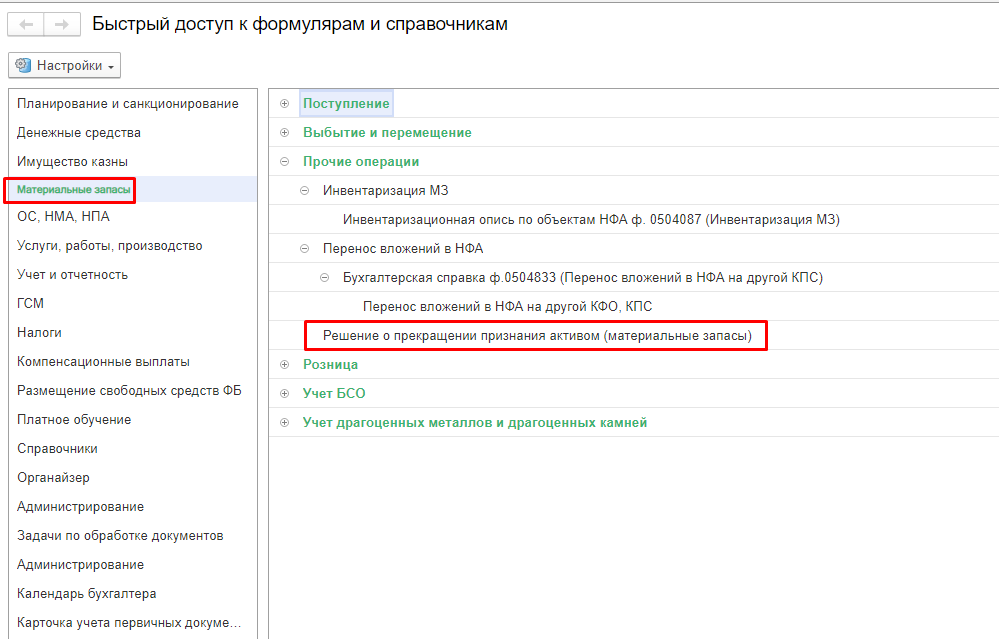 Быстрый доступ к формулярам и справочникам
Настройки
Планирование и санкционирование
Денежные средства
Имущество казны
Материальные запасы
ОС, НМА, НПА
Услуги, работы, производство
Учет и отчетность
ГСМ
Налоги
Компенсационные выплаты
Размещение свободных средств ФБ
Платное обучение
Справочники
Органайзер
Администрирование
Задачи по обработке документов
Администрирование
Календарь бухгалтера
Карточка учета первичных докуме...
Поступление
Выбытие и перемещение
Прочие операции
Инвентаризация МЗ
Инвентаризационная опись по объектам НФА ф. 0504087 (Инвентаризация МЗ)
Перенос вложений в НФА
Бухгалтерская справка ф.0504833 (Перенос вложений в НФА на другой КПС)
Перенос вложений в НФА на другой КФО, КПС
Решение о прекращении признания активом (материальные запасы)
Розница
Учет БСО
Учет драгоценных металлов и драгоценных камней